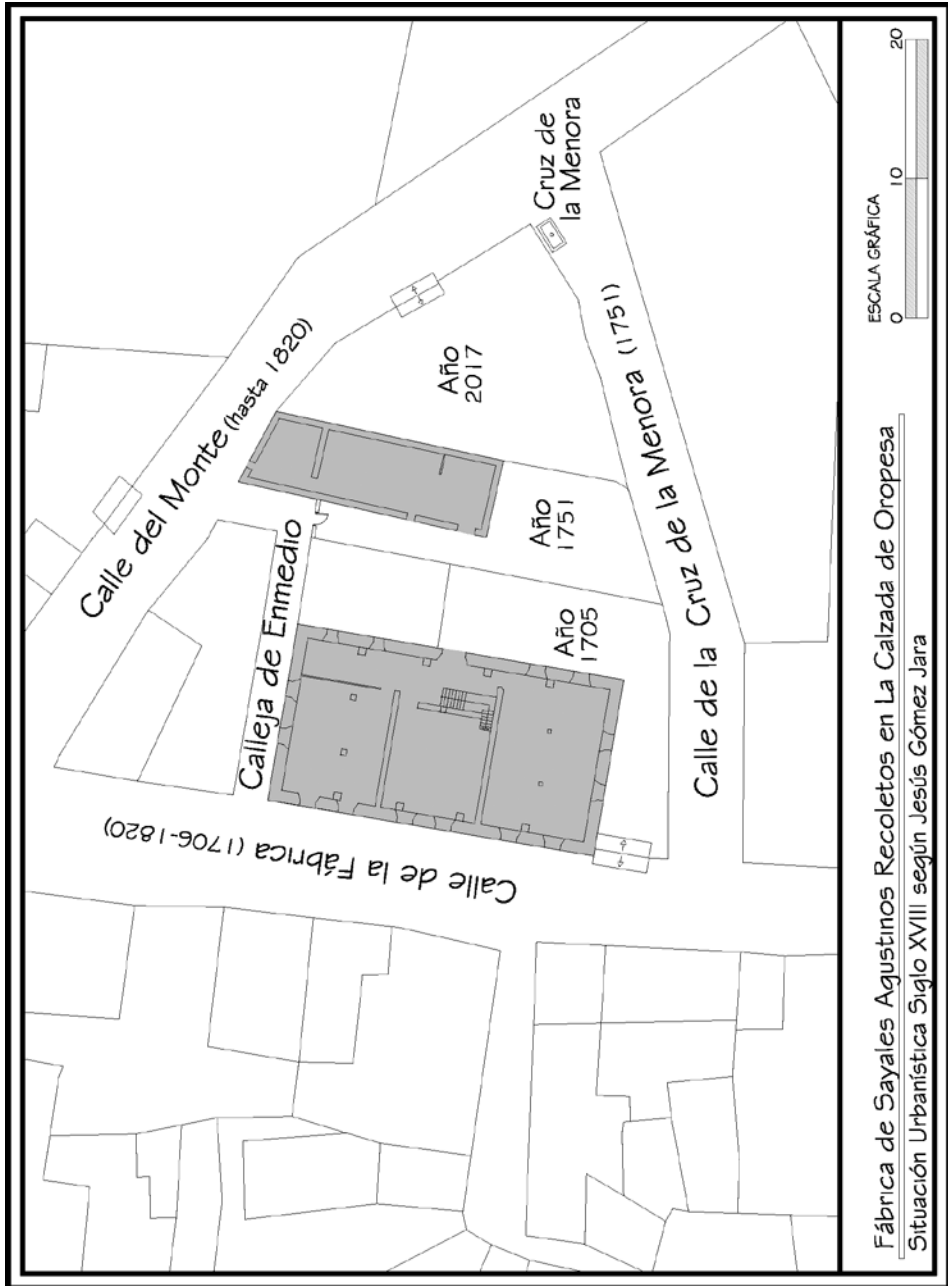 Calle del Monte (hasta 1820)
Cruz de
la Menora
Calleja de Enmedio
Año
2017
Año
1751
Año
1705
Calle de la Fábrica (1706-1820)
Calle de la Cruz de la Menora (1751)
Fábrica de Sayales Agustinos Recoletos en La Calzada de Oropesa
Situación Urbanística Siglo XVIII según Jesús Gómez Jara
ESCALA GRÁFICA
0 10 20